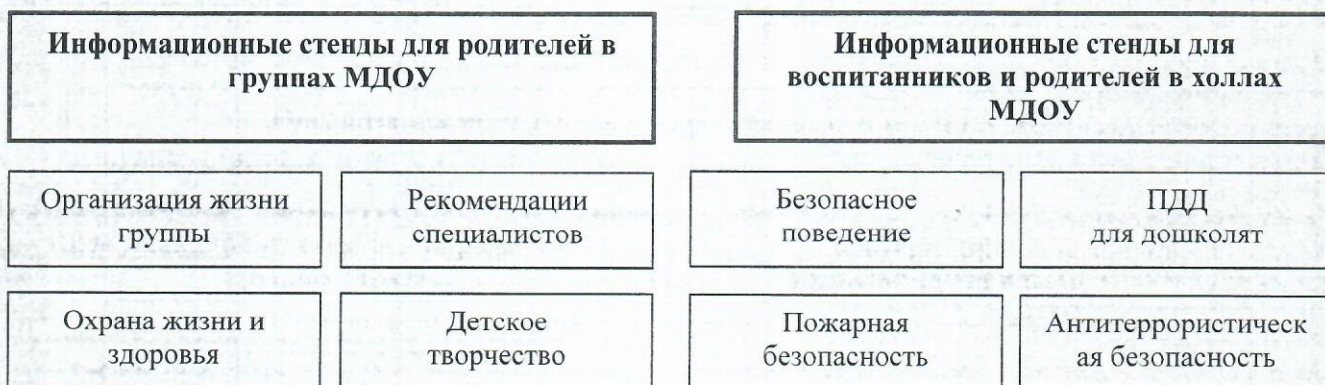 Информационные стенды для родителей в
группах МДОУ
Информационные стенды для
воспитанников и родителей в холлах
МДОУ
Организация жизни
группы
Рекомендации
специалистов
Безопасное
поведение
ПДД
для дошколят
Охрана жизни и
здоровья
Детское
творчество
Пожарная
безопасность
Антитеррористическ
ая безопасность